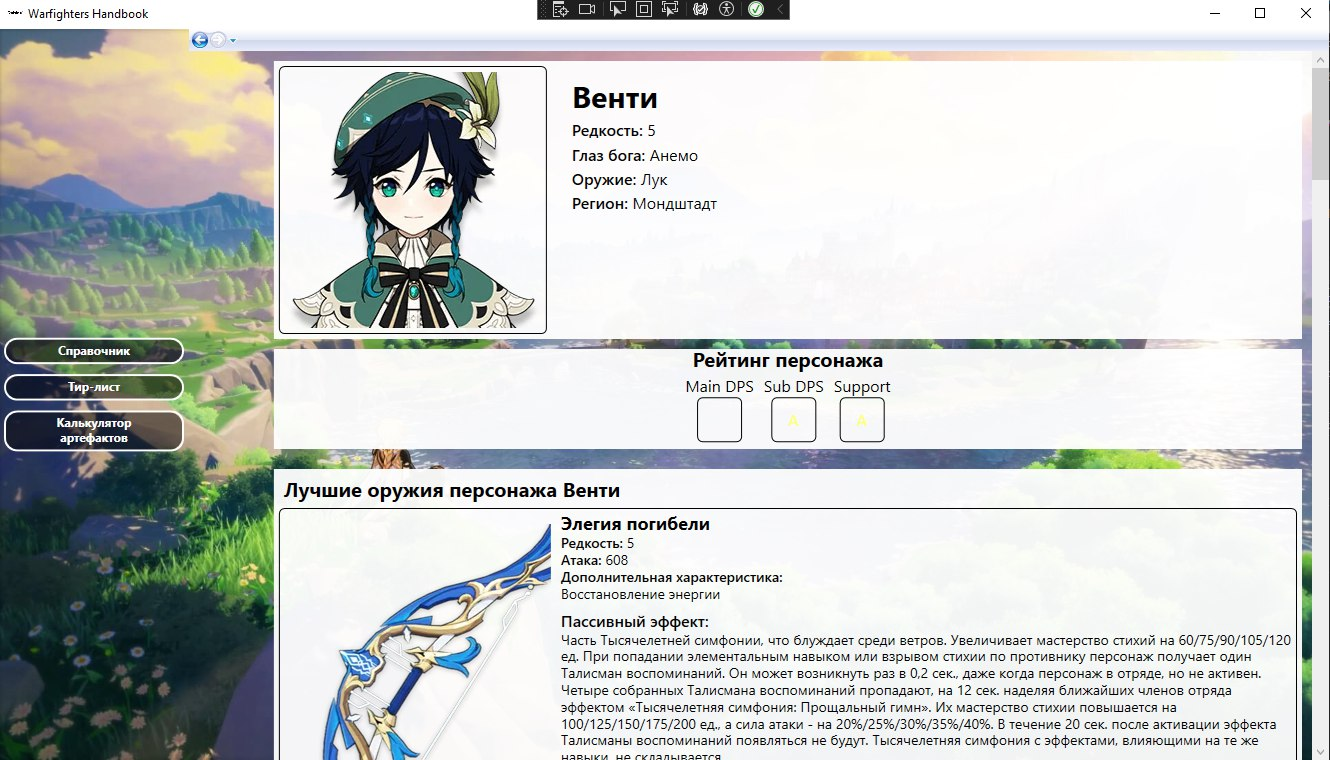 Warfighters Handbook
Справочник
Тир-лист
Калькулятор
артефактов
Венти
Редкость: 5
Глаз бога: Анемо
Оружие: Лук
Регион: Мондштадт
Рейтинг персонажа
Main DPS Sub DPS Support
A A
Лучшие оружия персонажа Венти
Элегия погибели
Редкость: 5
Атака: 608
Дополнительная характеристика:
Восстановление энергии
Пассивный эффект:
Часть Тысячелетней симфонии, что блуждает среди ветров. Увеличивает мастерство стихий на 60/75/90/105/120
ед. При попадании элементальным навыком или взрывом стихии по противнику персонаж получает один
Талисман воспоминаний. Он может возникнуть раз в 0,2 сек., даже когда персонаж в отряде, но не активен.
Четыре собранных Талисмана воспоминаний пропадают, на 12 сек. наделяя ближайших членов отряда
эффектом «Тысячелетняя симфония: Прощальный гимн». Их мастерство стихии повышается на
100/125/150/175/200 ед., а сила атаки - на 20%/25%/30%/35%/40%. В течение 20 сек. после активации эффекта
Талисманы воспоминаний появляться не будут. Тысячелетняя симфония с эффектами, влияющими на те же
навыки, не складывается.